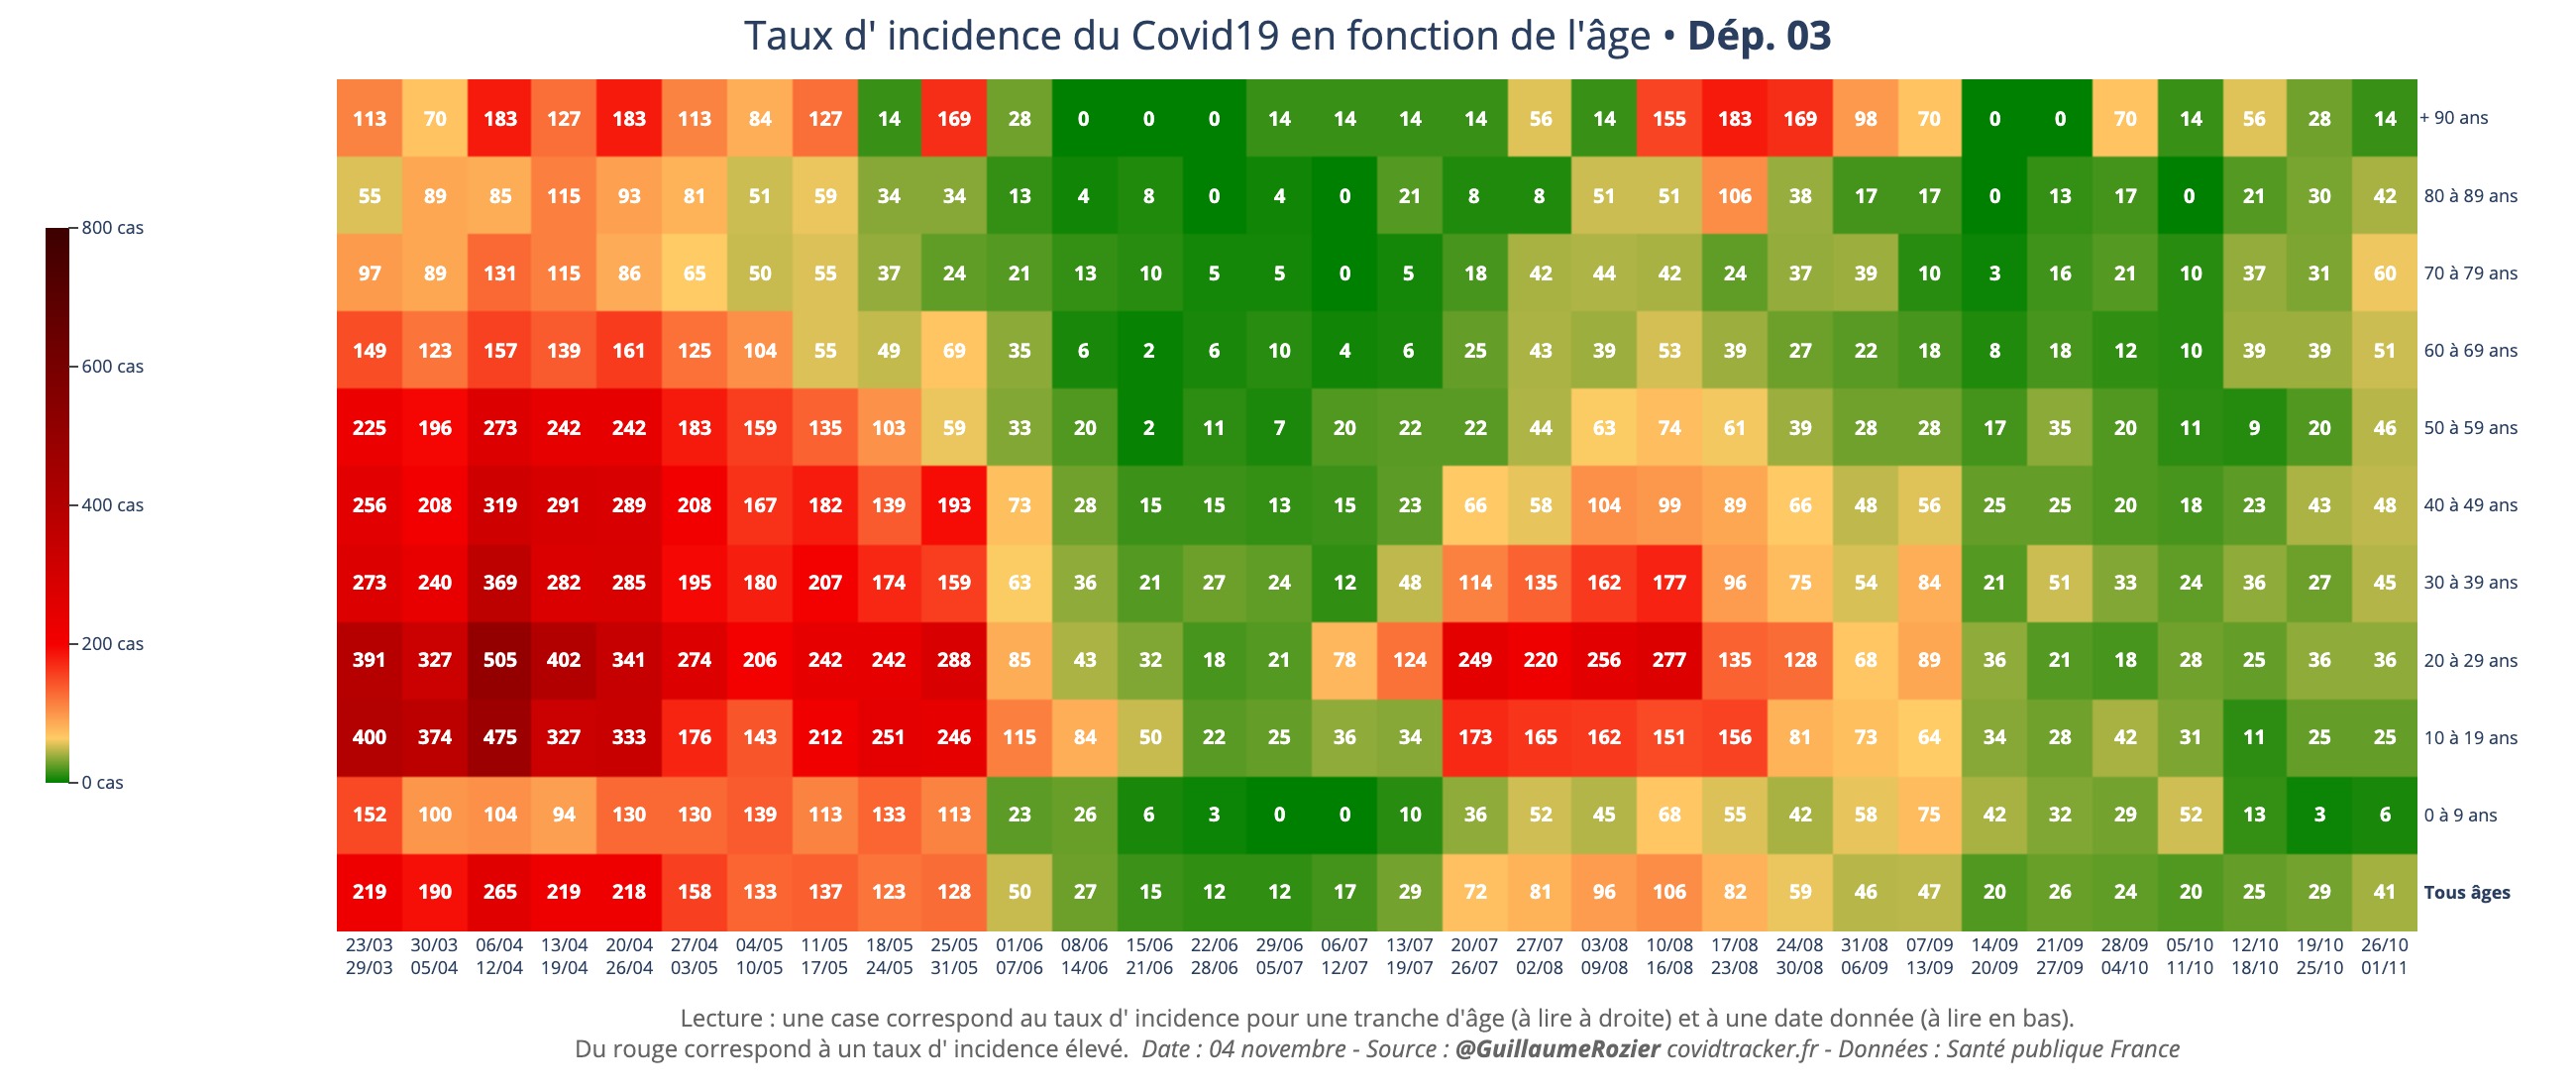 Taux d' incidence du Covid19 en fonction de l'âge • Dép. 03
113 70 183 127 183 113 84 127 14 169 28 0 0 0 14 14 14 14 56 14 155 183 169 98 70 0 0 70 14 56 28 14 + 90 ans
55 89 85 115 93 81 51 59 34 34 13 4 8 0 4 0 21 8 8 51 51 106 38 17 17 0 13 17 0 21 30 42 80 à 89 ans
800 cas
97 89 131 115 86 65 50 55 37 24 21 13 10 5 5 0 5 18 42 44 42 24 37 39 10 3 16 21 10 37 31 60 70 à 79 ans
149 123 157 139 161 125 104 55 49 69 35 6 2 6 10 4 6 25 43 39 53 39 27 22 18 8 18 12 10 39 39 51 60 à 69 ans
600 cas
225 196 273 242 242 183 159 135 103 59 33 20 2 11 7 20 22 22 44 63 74 61 39 28 28 17 35 20 11 9 20 46 50 à 59 ans
400 cas
256 208 319 291 289 208 167 182 139 193 73 28 15 15 13 15 23 66 58 104 99 89 66 48 56 25 25 20 18 23 43 48 40 à 49 ans
273 240 369 282 285 195 180 207 174 159 63 36 21 27 24 12 48 114 135 162 177 96 75 54 84 21 51 33 24 36 27 45 30 à 39 ans
200 cas
391 327 505 402 341 274 206 242 242 288 85 43 32 18 21 78 124 249 220 256 277 135 128 68 89 36 21 18 28 25 36 36 20 à 29 ans
400 374 475 327 333 176 143 212 251 246 115 84 50 22 25 36 34 173 165 162 151 156 81 73 64 34 28 42 31 11 25 25 10 à 19 ans
0 cas
152 100 104 94 130 130 139 113 133 113 23 26 6 3 0 0 10 36 52 45 68 55 42 58 75 42 32 29 52 13 3 6 0 à 9 ans
219 190 265 219 218 158 133 137 123 128 50 27 15 12 12 17 29 72 81 96 106 82 59 46 47 20 26 24 20 25 29 41 Tous âges
23/03 30/03 06/04 13/04 20/04 27/04 04/05 11/05 18/05 25/05 01/06 08/06 15/06 22/06 29/06 06/07 13/07 20/07 27/07 03/08 10/08 17/08 24/08 31/08 07/09 14/09 21/09 28/09 05/10 12/10 19/10 26/10
29/03 05/04 12/04 19/04 26/04 03/05 10/05 17/05 24/05 31/05 07/06 14/06 21/06 28/06 05/07 12/07 19/07 26/07 02/08 09/08 16/08 23/08 30/08 06/09 13/09 20/09 27/09 04/10 11/10 18/10 25/10 01/11
Lecture : une case correspond au taux d' incidence pour une tranche d'âge (à lire à droite) et à une date donnée (à lire en bas).
Du rouge correspond à un taux d' incidence élevé. Date : 04 novembre - Source : @GuillaumeRozier covidtracker.fr - Données : Santé publique France